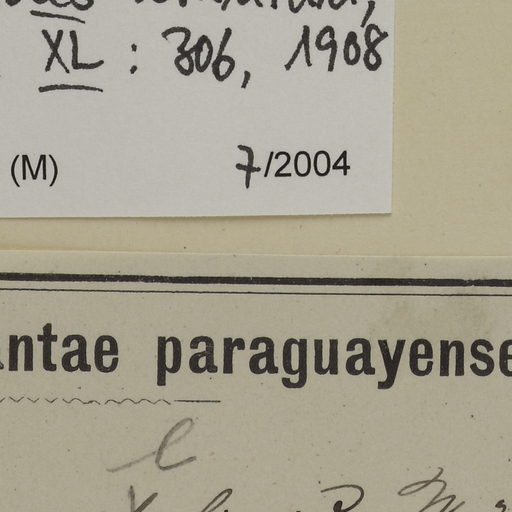 XL : 306, 1908
(M) 7/2004
antae paraguayense
l